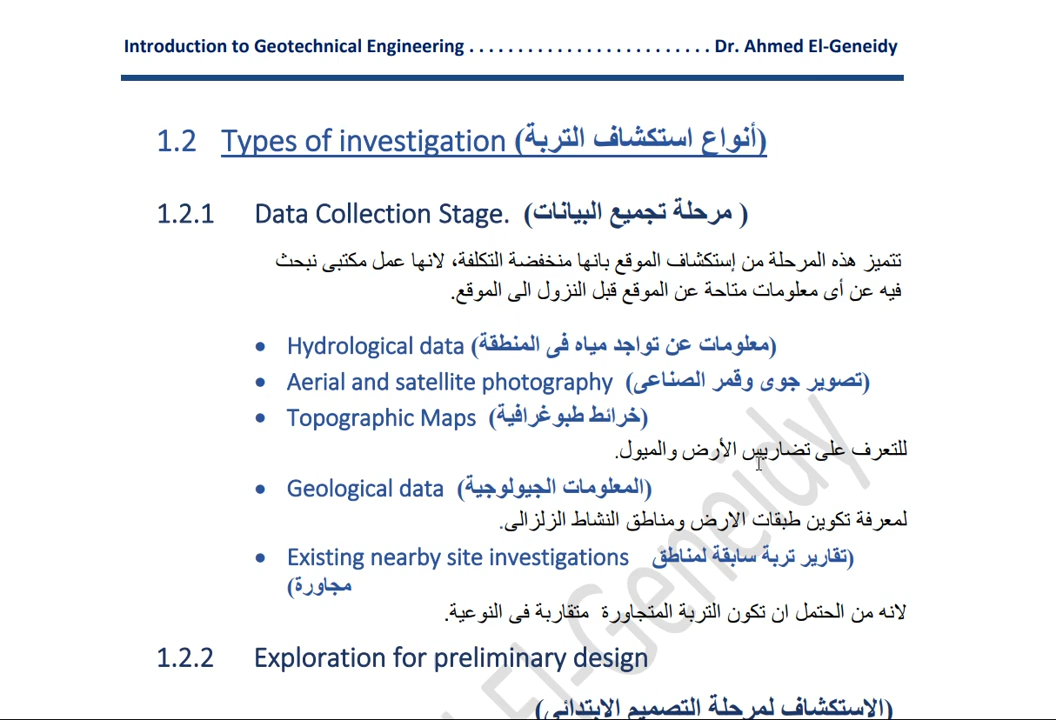 Introduction to Geotechnical Engineering . . . . . . . . . . . . . . . . . . . . . . . . . Dr. Ahmed El-Geneidy
1.2 Types of investigation (أنواع استكشاف التربة)
1.2.1 Data Collection Stage. ( مرحلة تجميع البيانات )
تتميز هذه المرحلة من إستكشاف الموقع بانها منخفضة التكلفة، لانها عمل مكتبى نبحث
فيه عن أى معلومات متاحة عن الموقع قبل النزول الى الموقع.
• Hydrological data (معلومات عن تواجد مياه فى المنطقة)
• Aerial and satellite photography (تصوير جوى وقمر الصناعى)
• Topographic Maps (خرائط طبوغرافية)
للتعرف على تضاريس الأرض والميول.
• Geological data (المعلومات الجيولوجية)
لمعرفة تكوين طبقات الارض ومناطق النشاط الزلزالى.
• Existing nearby site investigations (تقارير تربة سابقة لمناطق
مجاورة)
لانه من الحتمل ان تكون التربة المتجاورة متقاربة فى النوعية.
1.2.2 Exploration for preliminary design
(الاستكشاف لمرحلة التصميم الابتدائى)
El-Geneidy